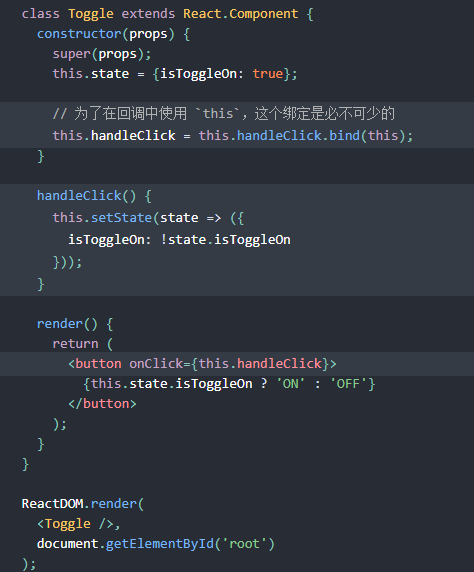 class Toggle extends React.Component {
  constructor(props) {
    super(props);
    this.state = {isToggleOn: true};

    // 为了在回调中使用 `this`，这个绑定是必不可少的
    this.handleClick = this.handleClick.bind(this);
  }

  handleClick() {
    this.setState(state => ({
      isToggleOn: !state.isToggleOn
    }));
  }

  render() {
    return (
      <button onClick={this.handleClick}>
        {this.state.isToggleOn ? 'ON' : 'OFF'}
      </button>
    );
  }
}

ReactDOM.render(
  <Toggle />,
  document.getElementById('root')
);